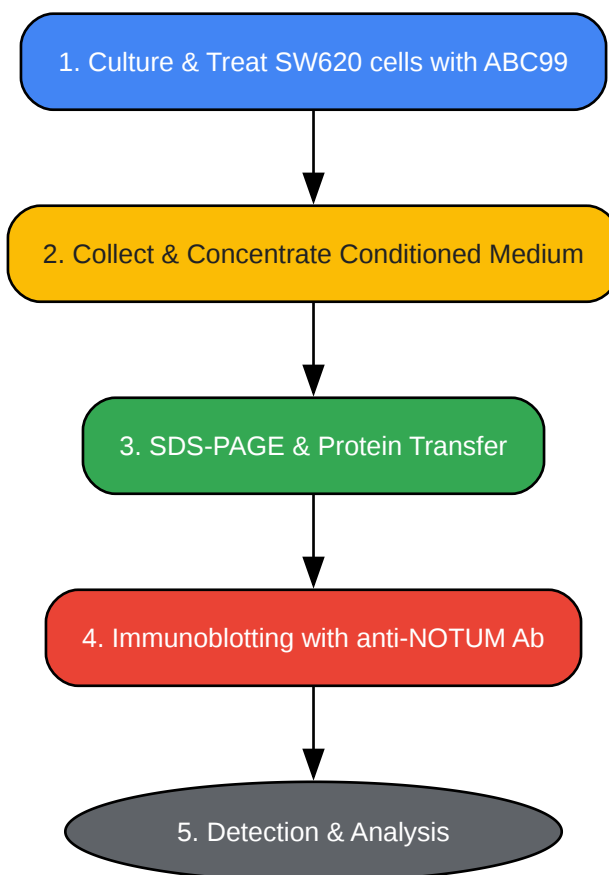 1. Culture & Treat SW620 cells with ABC99
2. Collect & Concentrate Conditioned Medium
3. SDS-PAGE & Protein Transfer
4. Immunoblotting with anti-NOTUM Ab
5. Detection & Analysis